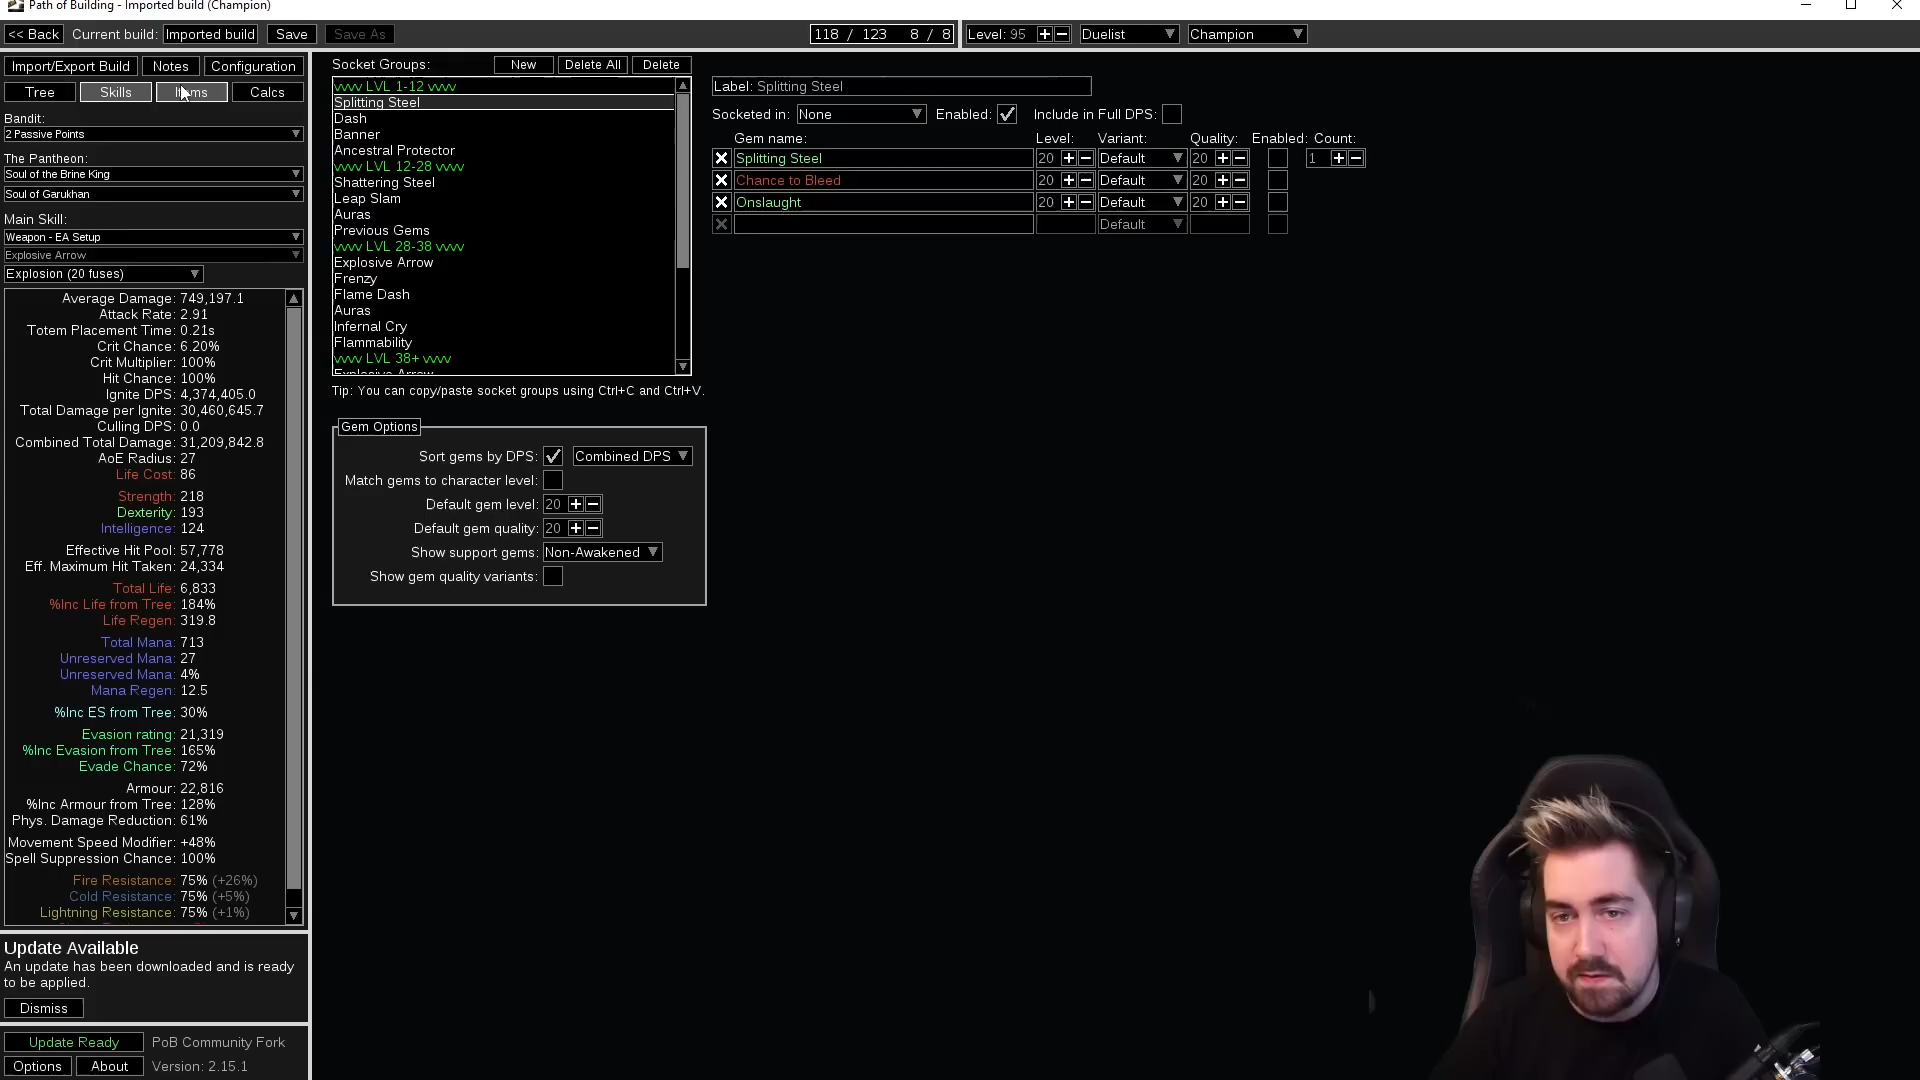 Path of Building - Imported build (Champion)
<< Back
Current build: Imported build
Save
Save As
118 / 123 8 / 8
Level: 95
Duelist
Champion
Import/Export Build
Notes
Configuration
Tree
Skills
Items
Calcs
Bandit:
2 Passive Points
The Pantheon:
Soul of the Brine King
Soul of Garukhan
Main Skill:
Weapon - EA Setup
Explosive Arrow
Explosion (20 fuses)
Average Damage: 749,197.1
Attack Rate: 2.91
Totem Placement Time: 0.21s
Crit Chance: 6.20%
Crit Multiplier: 100%
Hit Chance: 100%
Ignite DPS: 4,374,405.0
Total Damage per Ignite: 30,460,645.7
Culling DPS: 0.0
Combined Total Damage: 31,209,842.8
AoE Radius: 27
Life Cost: 86
Strength: 218
Dexterity: 193
Intelligence: 124
Effective Hit Pool: 57,778
Eff. Maximum Hit Taken: 24,334
Total Life: 6,833
%Inc Life from Tree: 184%
Life Regen: 319.8
Total Mana: 713
Unreserved Mana: 27
Unreserved Mana: 4%
Mana Regen: 12.5
%Inc ES from Tree: 30%
Evasion rating: 21,319
%Inc Evasion from Tree: 165%
Evade Chance: 72%
Armour: 22,816
%Inc Armour from Tree: 128%
Phys. Damage Reduction: 61%
Movement Speed Modifier: +48%
Spell Suppression Chance: 100%
Fire Resistance: 75% (+26%)
Cold Resistance: 75% (+5%)
Lightning Resistance: 75% (+1%)
Update Available
An update has been downloaded and is ready
to be applied.
Dismiss
Update Ready
PoB Community Fork
Options
About
Version: 2.15.1
Socket Groups:
New
Delete All
Delete
vvvv LVL 1-12 vvvv
Splitting Steel
Dash
Banner
Ancestral Protector
vvvv LVL 12-28 vvvv
Shattering Steel
Leap Slam
Auras
Previous Gems
vvvv LVL 28-38 vvvv
Explosive Arrow
Frenzy
Flame Dash
Auras
Infernal Cry
Flammability
vvvv LVL 38+ vvvv
Explosive Arrow
Tip: You can copy/paste socket groups using Ctrl+C and Ctrl+V.
Gem Options
Sort gems by DPS: Combined DPS
Match gems to character level:
Default gem level: 20
Default gem quality: 20
Show support gems: Non-Awakened
Show gem quality variants:
Label: Splitting Steel
Socketed in: None Enabled: Include in Full DPS:
Gem name: Level: Variant: Quality: Enabled: Count:
Splitting Steel 20 Default 20 1
Chance to Bleed 20 Default 20
Onslaught 20 Default 20
Default